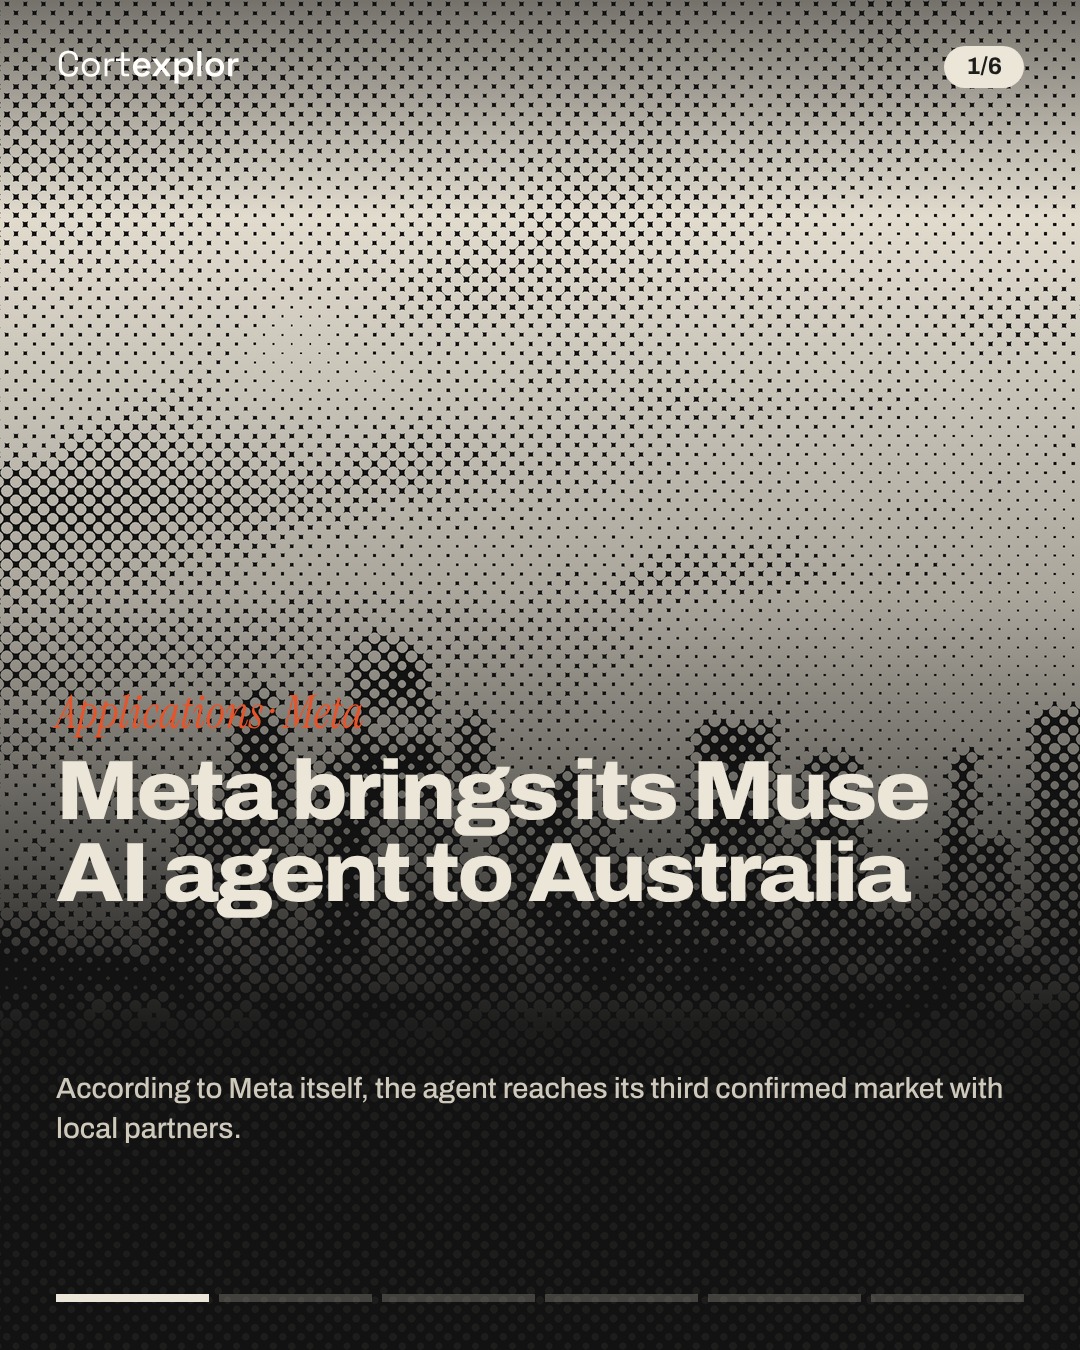 Cortexplor
1/6
Applications · Meta
Meta brings its Muse
AI agent to Australia
According to Meta itself, the agent reaches its third confirmed market with
local partners.